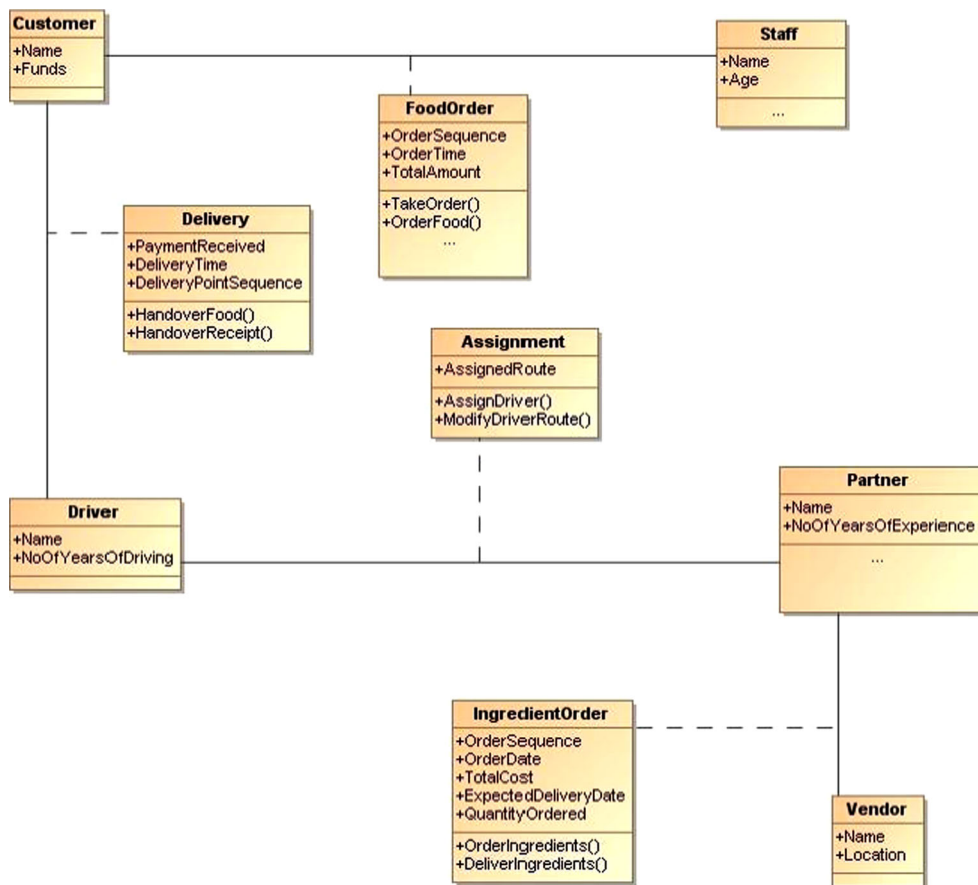 Customer
+Name
+Funds
Staff
+Name
+Age
...
FoodOrder
+OrderSequence
+OrderTime
+TotalAmount
+TakeOrder()
+OrderFood()
...
Delivery
+PaymentReceived
+DeliveryTime
+DeliveryPointSequence
+HandoverFood()
+HandoverReceipt()
Assignment
+AssignedRoute
+AssignDriver()
+ModifyDriverRoute()
Driver
+Name
+NoOfYearsOfDriving
Partner
+Name
+NoOfYearsOfExperience
...
IngredientOrder
+OrderSequence
+OrderDate
+TotalCost
+ExpectedDeliveryDate
+QuantityOrdered
+OrderIngredients()
+DeliverIngredients()
Vendor
+Name
+Location